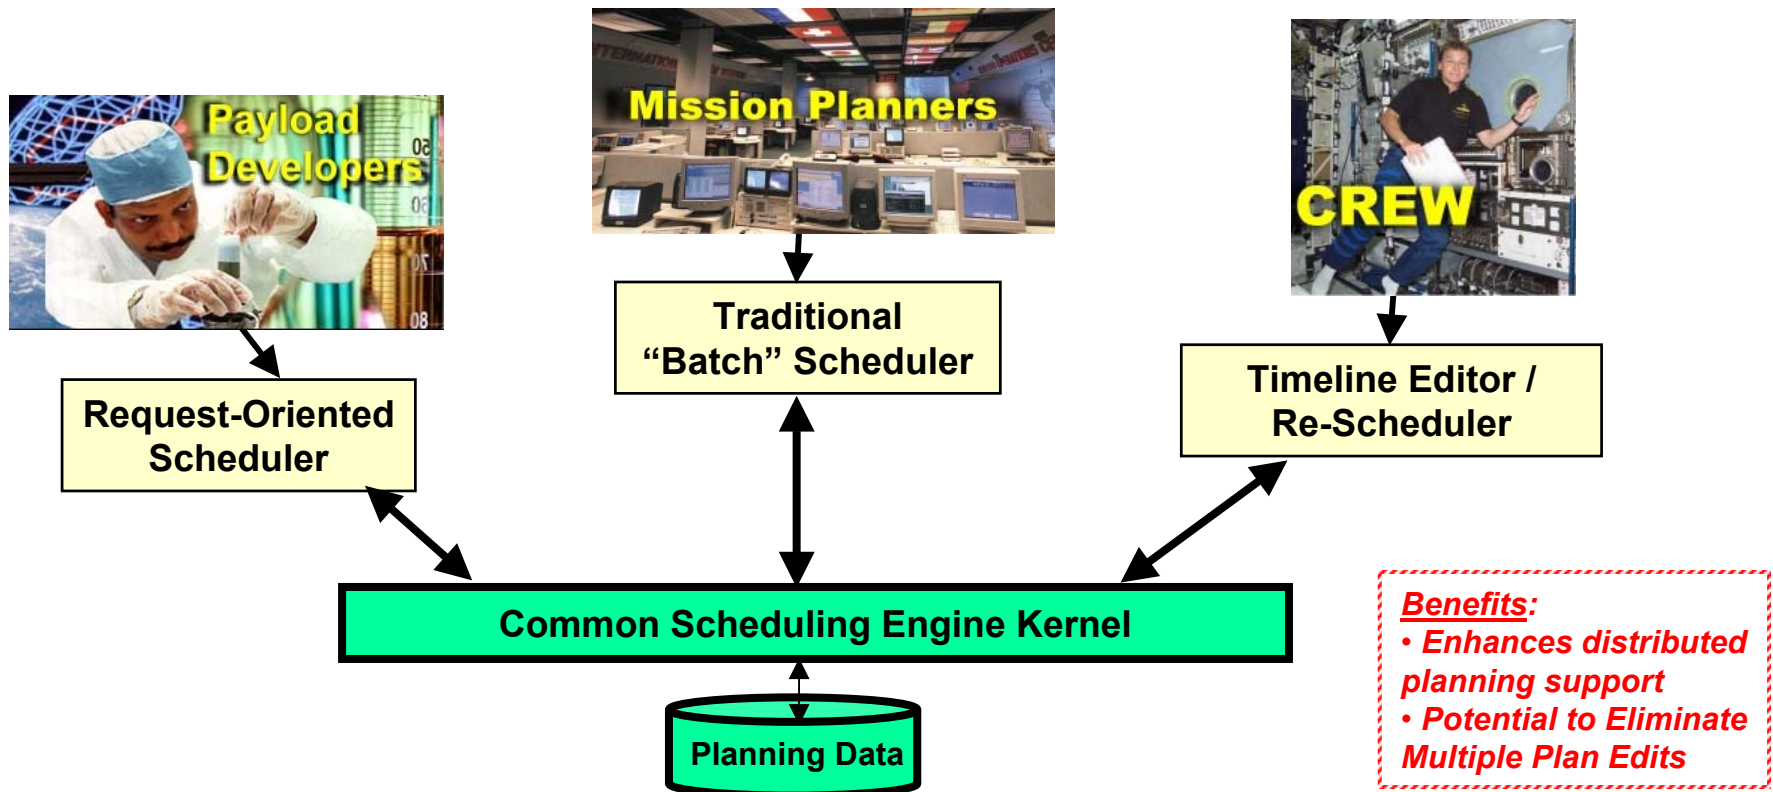 Payload
Developers
Mission Planners
CREW
Traditional
“Batch” Scheduler
Timeline Editor /
Re-Scheduler
Request-Oriented
Scheduler
Common Scheduling Engine Kernel
Planning Data
Benefits:
• Enhances distributed
planning support
• Potential to Eliminate
Multiple Plan Edits